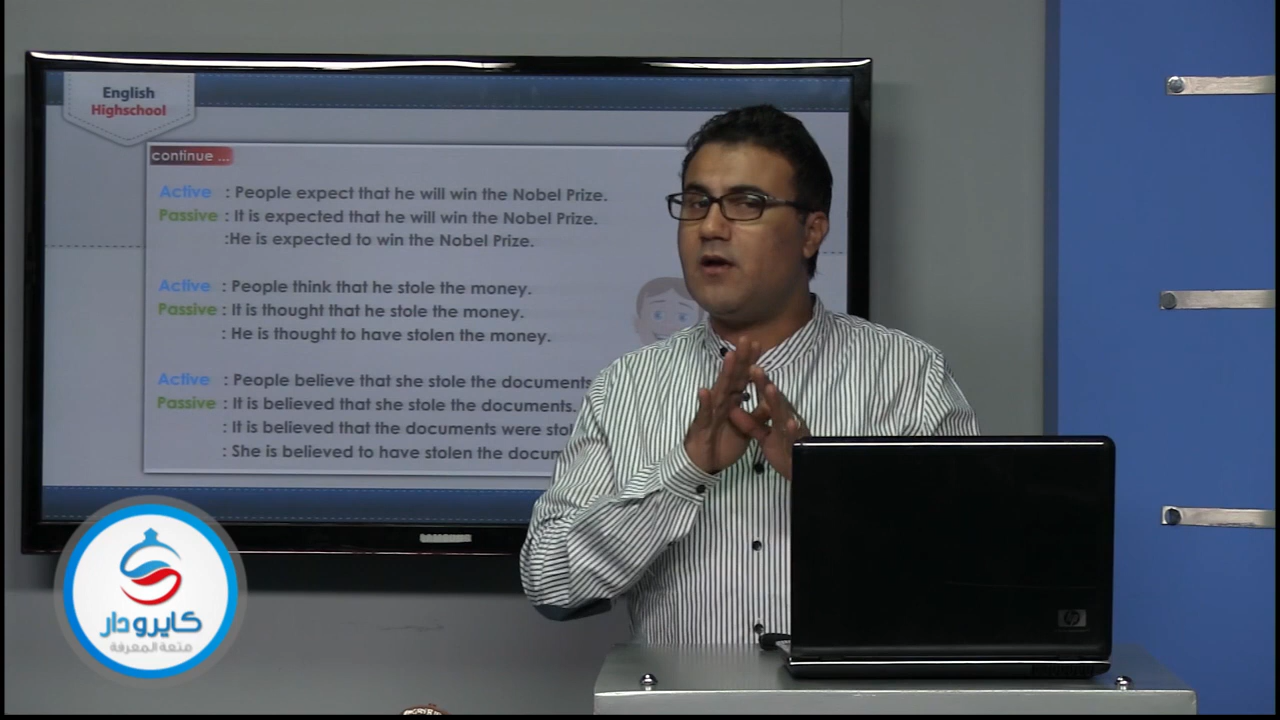 English
Highschool
continue ...
Active : People expect that he will win the Nobel Prize.
Passive : It is expected that he will win the Nobel Prize.
:He is expected to win the Nobel Prize.
Active : People think that he stole the money.
Passive : It is thought that he stole the money.
: He is thought to have stolen the money.
Active : People believe that she stole the documents
Passive : It is believed that she stole the documents.
: It is believed that the documents were
: She is believed to have stolen the
SAMSUNG
كايرودار
متعة المعرفة
hp